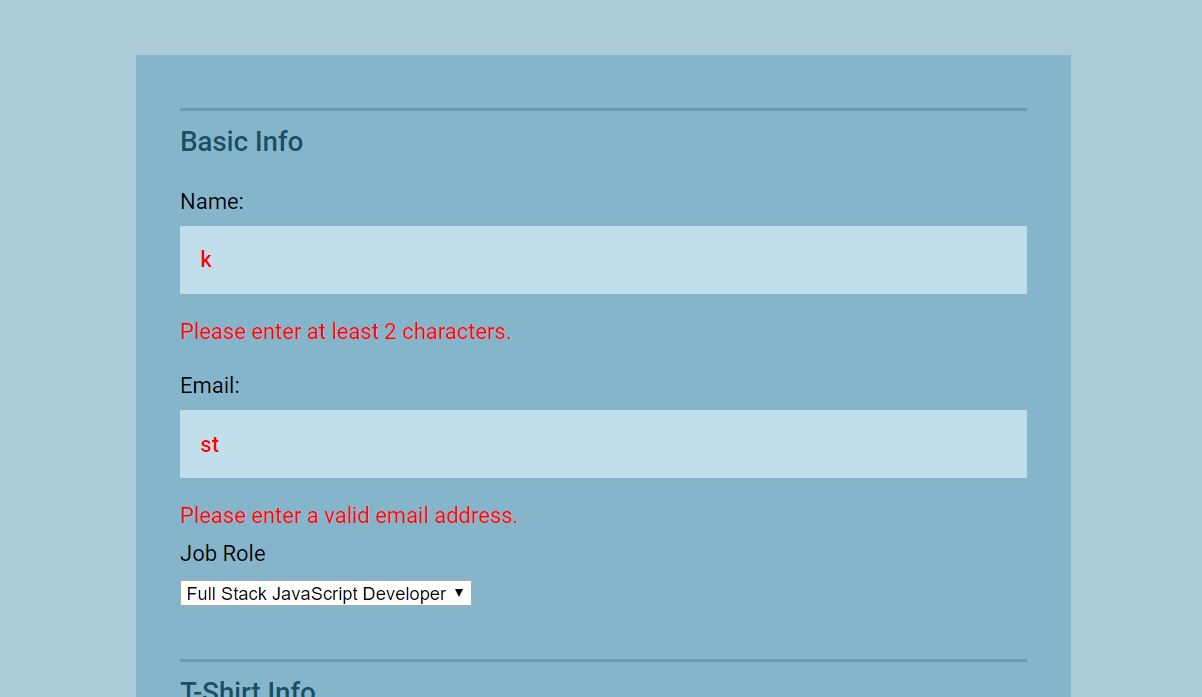 Basic Info
Name:
k
Please enter at least 2 characters.
Email:
st
Please enter a valid email address.
Job Role
Full Stack JavaScript Developer
T-Shirt Info